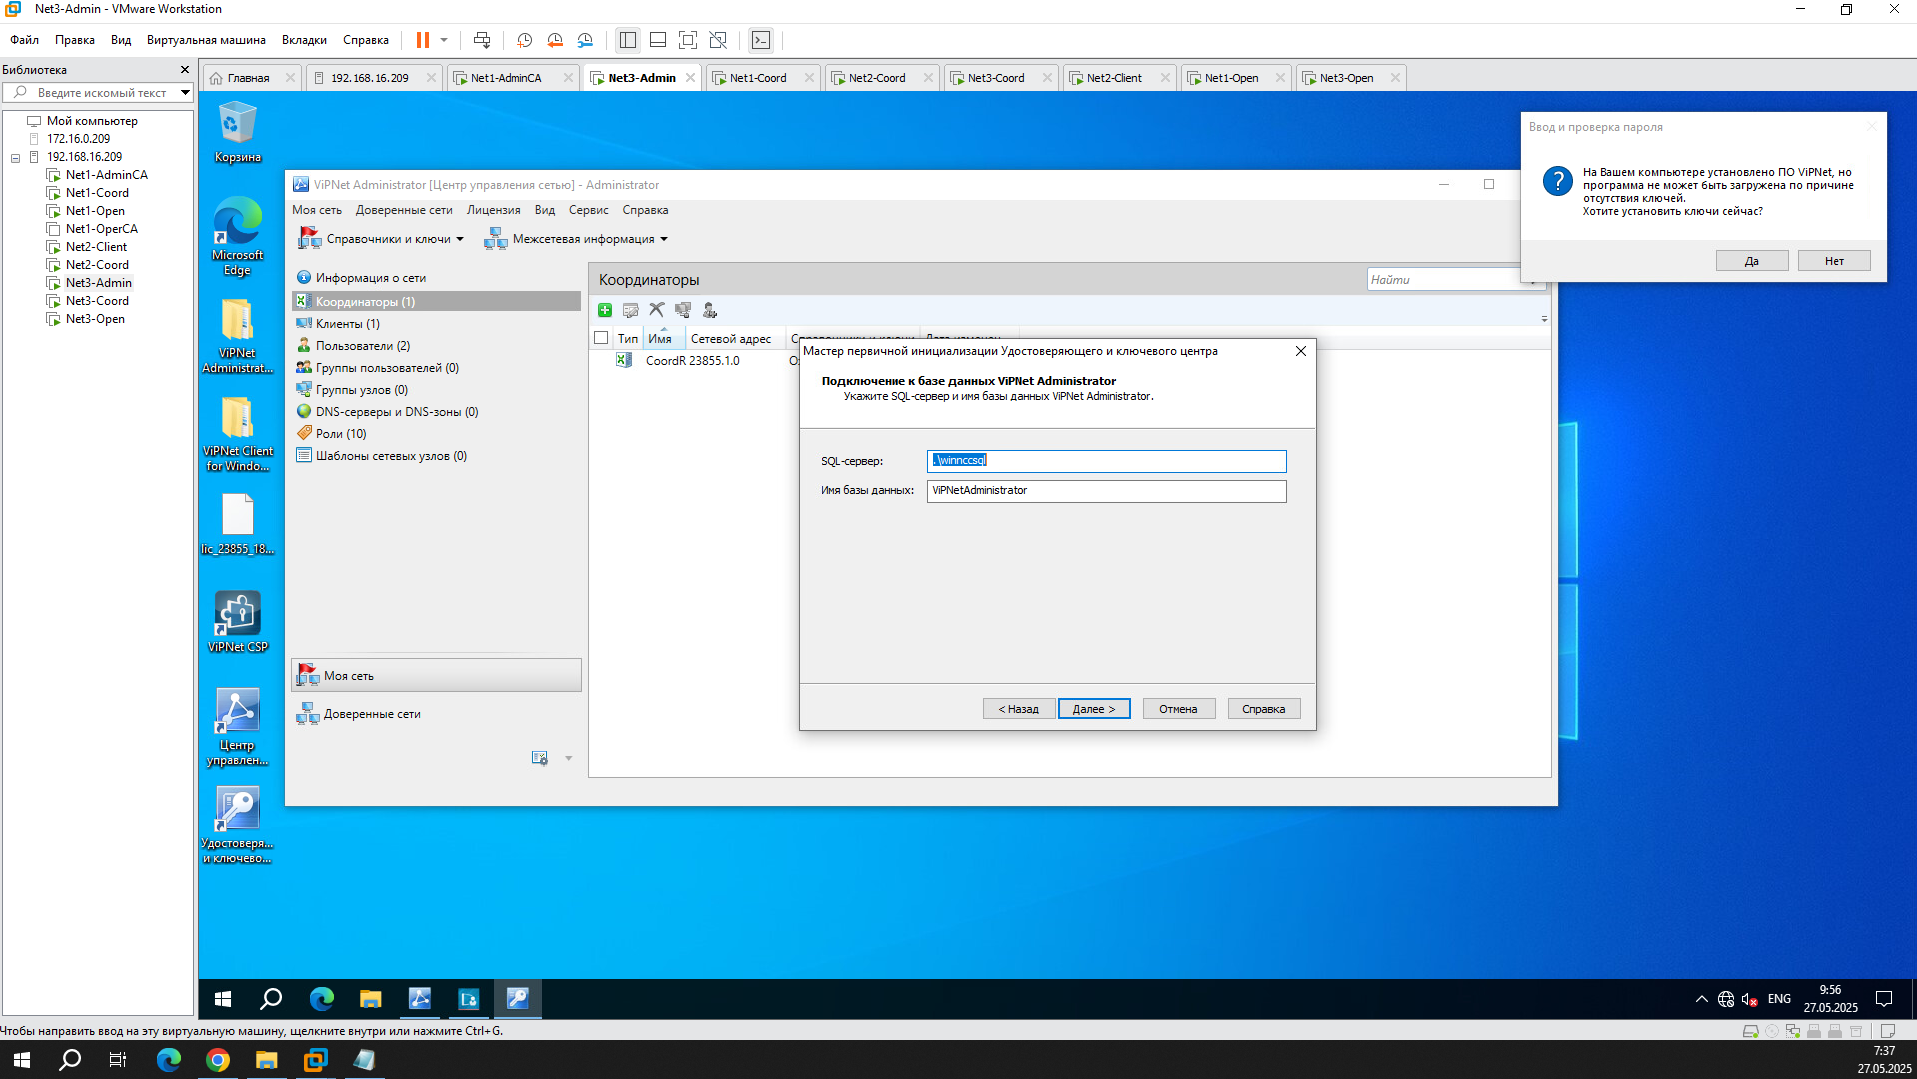 Net3-Admin - VMware Workstation
Файл Правка Вид Виртуальная машина Вкладки Справка
Библиотека
Введите искомый текст
Мой компьютер
172.16.0.209
192.168.16.209
Net1-AdminCA
Net1-Coord
Net1-Open
Net1-OperCA
Net2-Client
Net2-Coord
Net3-Admin
Net3-Coord
Net3-Open
Главная 192.168.16.209 Net1-AdminCA Net3-Admin Net1-Coord Net2-Coord Net3-Coord Net2-Client Net1-Open Net3-Open
Корзина
Microsoft
Edge
ViPNet
Administrat...
ViPNet Client
for Windo...
lic_23855_18...
ViPNet CSP
Центр
управлен...
Удостоверя...
и ключево...
ViPNet Administrator [Центр управления сетью] - Administrator
Моя сеть Доверенные сети Лицензия Вид Сервис Справка
Справочники и ключи Межсетевая информация
Информация о сети
Координаторы (1)
Клиенты (1)
Пользователи (2)
Группы пользователей (0)
Группы узлов (0)
DNS-серверы и DNS-зоны (0)
Роли (10)
Шаблоны сетевых узлов (0)
Моя сеть
Доверенные сети
Координаторы
Найти
Тип Имя Сетевой адрес
CoordR 23855.1.0
Мастер первичной инициализации Удостоверяющего и ключевого центра
Подключение к базе данных ViPNet Administrator
Укажите SQL-сервер и имя базы данных ViPNet Administrator.
SQL-сервер: .\winnccsql
Имя базы данных: ViPNetAdministrator
< Назад Далее > Отмена Справка
Ввод и проверка пароля
На Вашем компьютере установлено ПО ViPNet, но
программа не может быть загружена по причине
отсутствия ключей.
Хотите установить ключи сейчас?
Да Нет
ENG
9:56
27.05.2025
Чтобы направить ввод на эту виртуальную машину, щелкните внутри или нажмите Ctrl+G.
7:37
27.05.2025